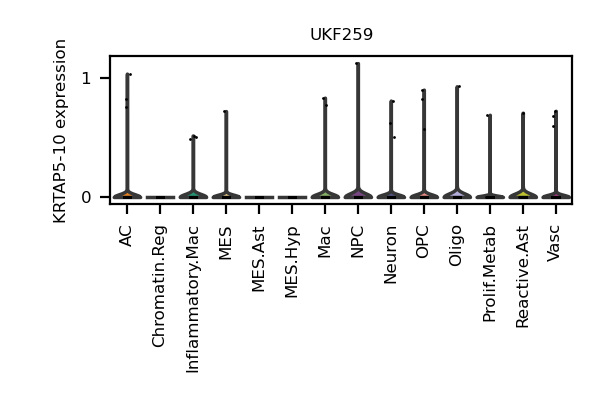 UKF259
KRTAP5-10 expression
1
0
AC
Chromatin.Reg
Inflammatory.Mac
MES
MES.Ast
MES.Hyp
Mac
NPC
Neuron
OPC
Oligo
Prolif.Metab
Reactive.Ast
Vasc